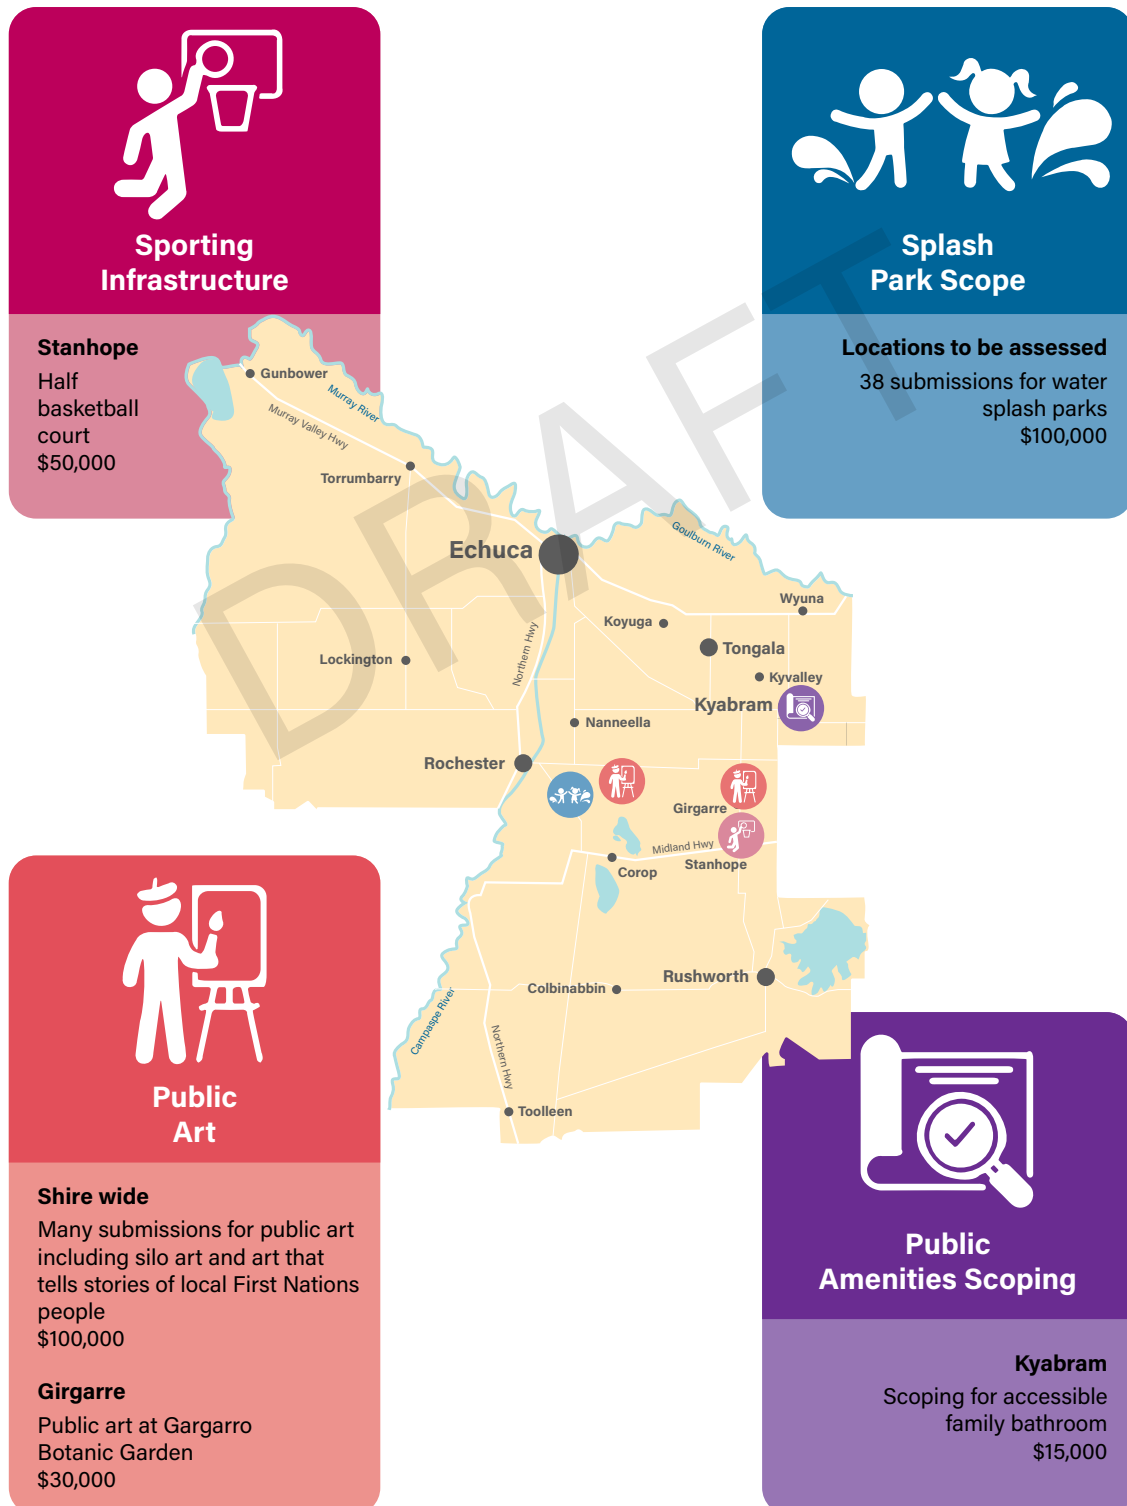 Sporting
Infrastructure
Stanhope
Half
basketball
court
$50,000
Splash
Park Scope
Locations to be assessed
38 submissions for water
splash parks
$100,000
DRAFT
Gunbower
Murray River
Murray Valley Hwy
Torrumbarry
Echuca
Goulburn River
Wyuna
Koyuga
Tongala
Lockington
Northern Hwy
Kyvalley
Kyabram
Nanneella
Rochester
Girgarre
Midland Hwy
Stanhope
Corop
Rushworth
Colbinabbin
Campaspe River
Northern Hwy
Toolleen
Public
Art
Shire wide
Many submissions for public art
including silo art and art that
tells stories of local First Nations
people
$100,000
Girgarre
Public art at Gargarro
Botanic Garden
$30,000
Public
Amenities Scoping
Kyabram
Scoping for accessible
family bathroom
$15,000